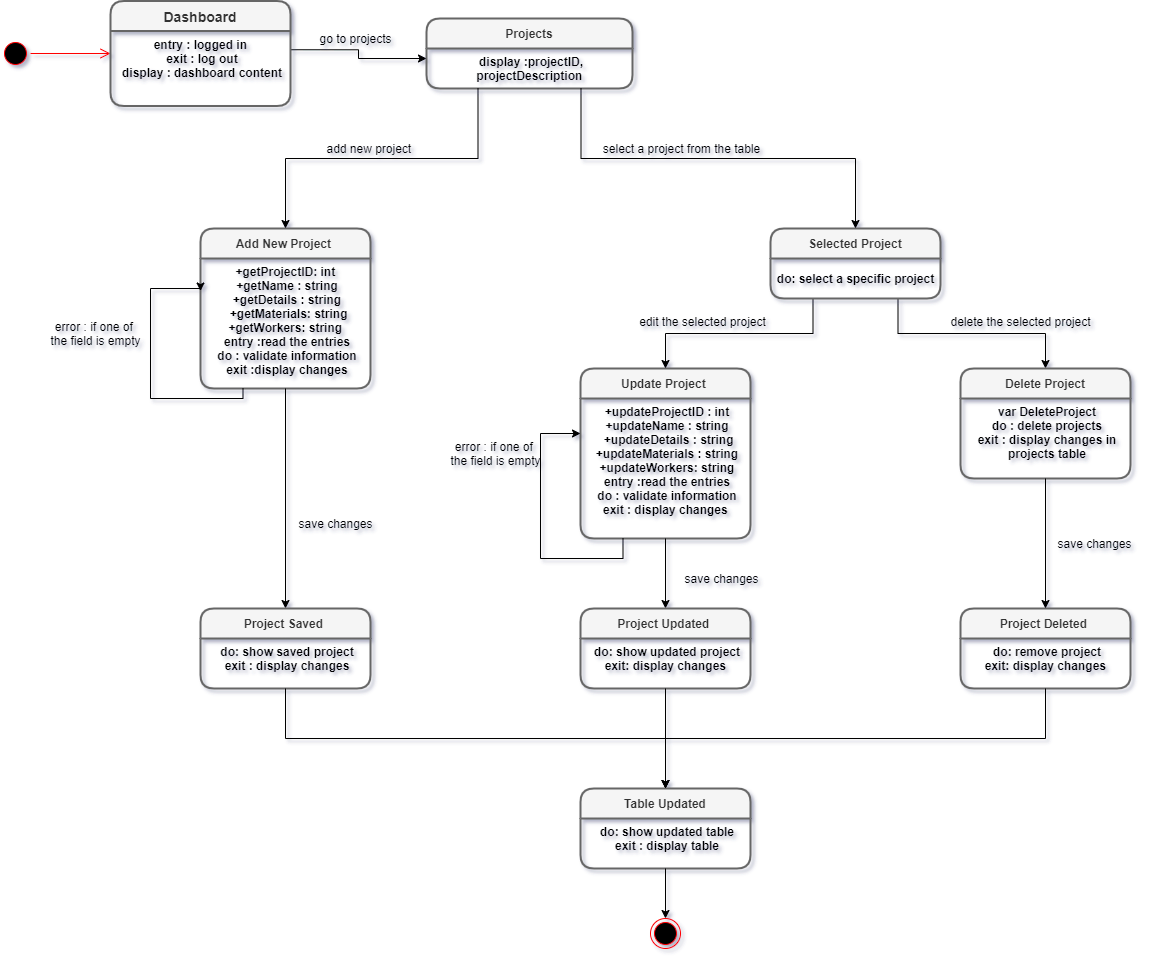 Dashboard
entry : logged in
exit : log out
display : dashboard content
go to projects
Projects
display :projectID,
projectDescription
add new project
select a project from the table
Add New Project
+getProjectID: int
+getName : string
+getDetails : string
+getMaterials: string
+getWorkers: string
entry :read the entries
do : validate information
exit :display changes
error : if one of
the field is empty
Selected Project
do: select a specific project
edit the selected project
delete the selected project
Update Project
+updateProjectID : int
+updateName : string
+updateDetails : string
+updateMaterials : string
+updateWorkers: string
entry :read the entries
do : validate information
exit : display changes
error : if one of
the field is empty
Delete Project
var DeleteProject
do : delete projects
exit : display changes in
projects table
save changes
save changes
save changes
Project Saved
do: show saved project
exit : display changes
Project Updated
do: show updated project
exit: display changes
Project Deleted
do: remove project
exit: display changes
Table Updated
do: show updated table
exit : display table